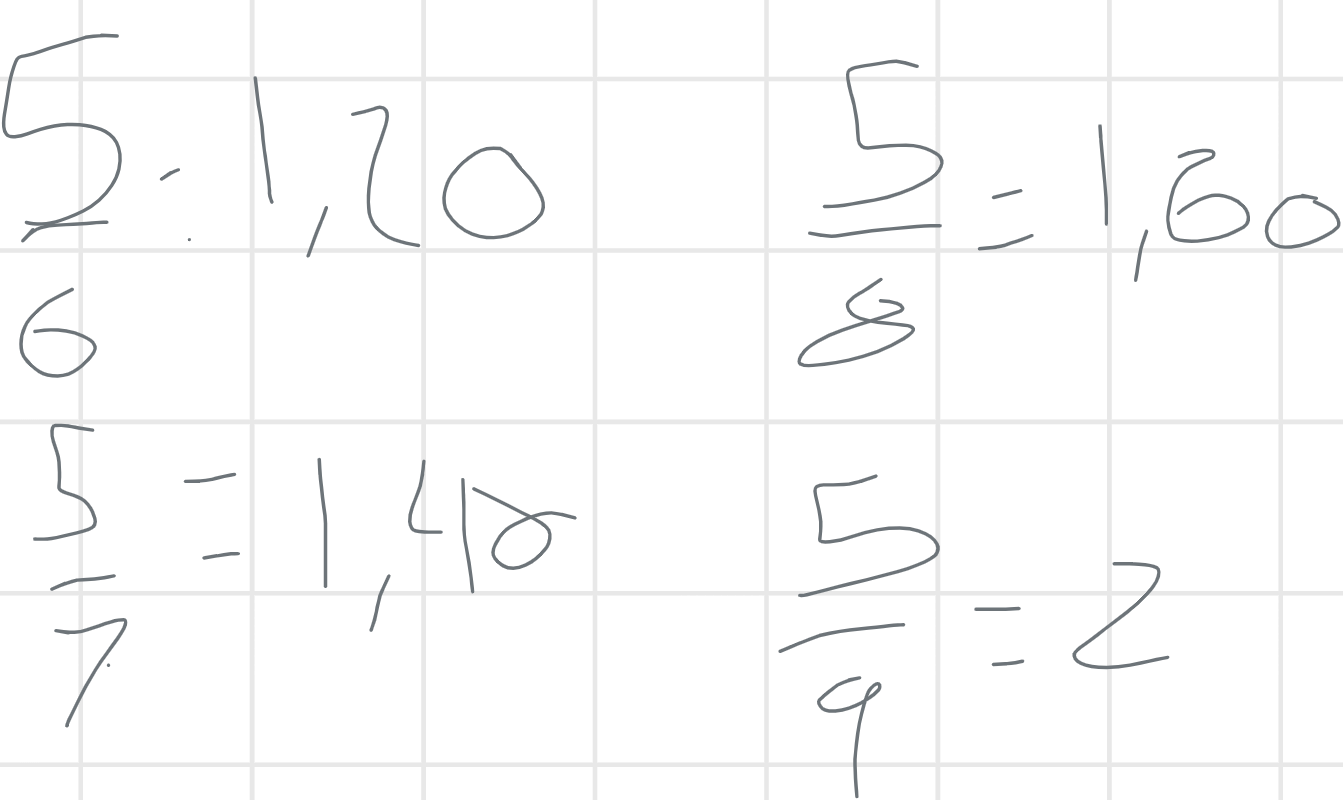 5/6 = 1,20
5/8 = 1,60
5/7 = 1,40
5/9 = 2